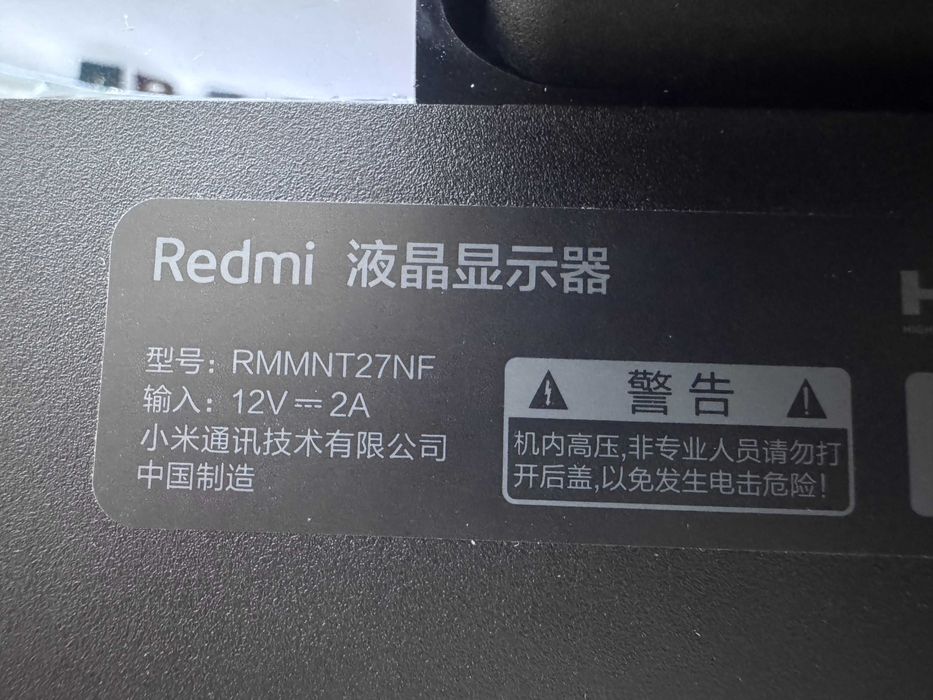 Redmi 液晶显示器
型号: RMMNT27NF
输入: 12V ⎓ 2A
小米通讯技术有限公司
中国制造
警告
机内高压,非专业人员请勿打
开后盖,以免发生电击危险!